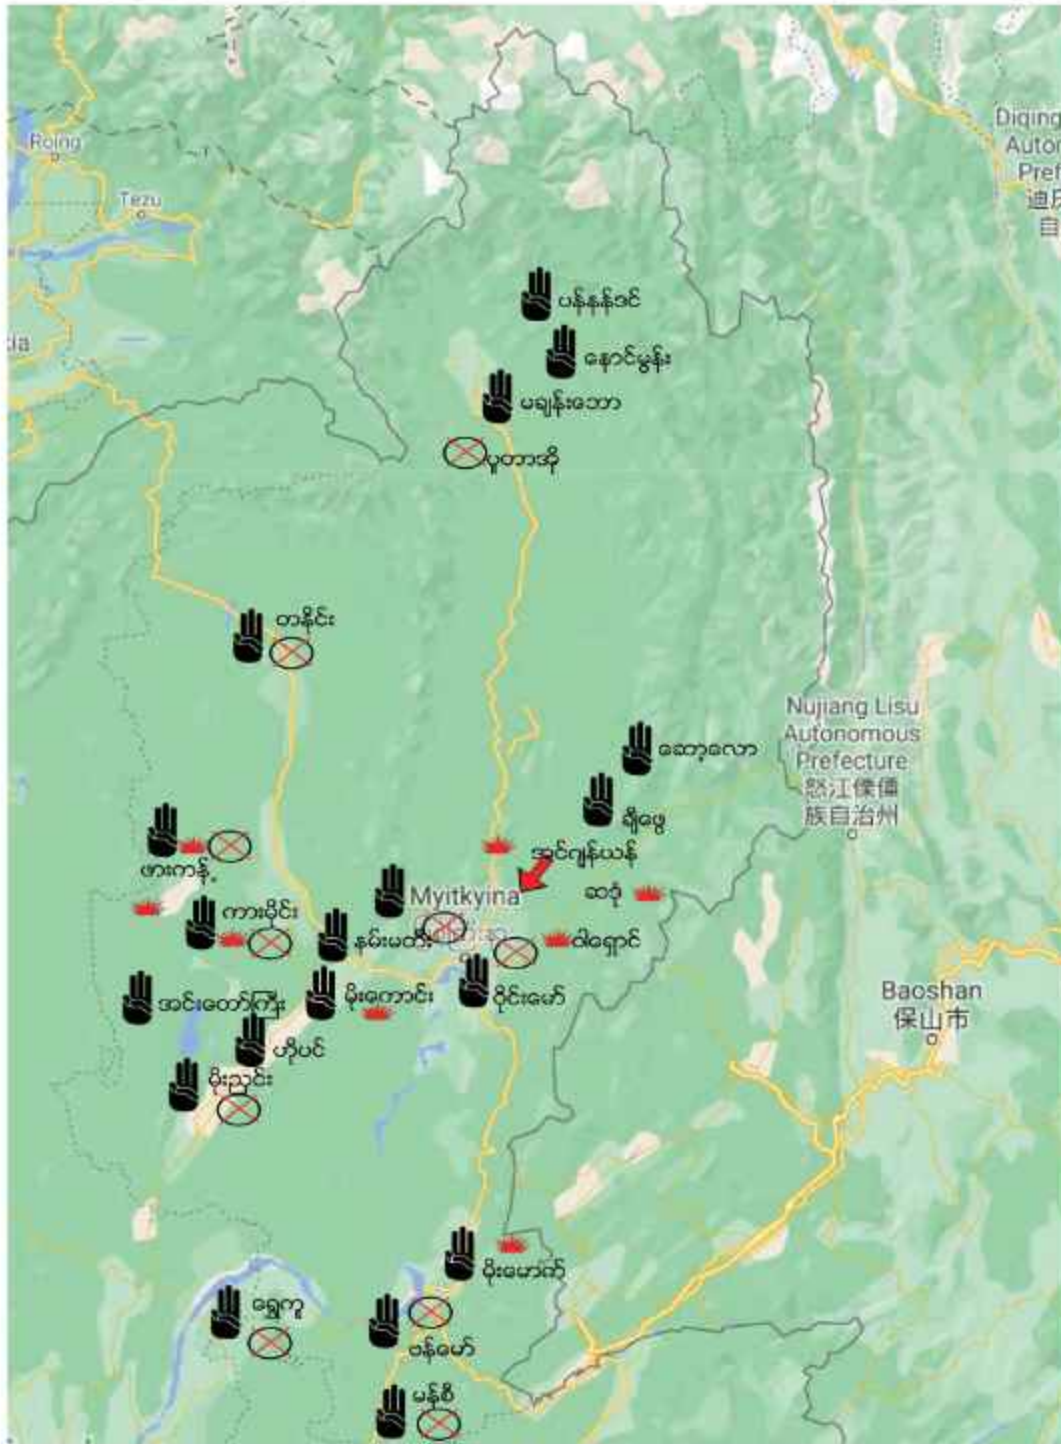 Diqing
Autor
Pref
迪庆
自
Roing
Tezu
ia
ပန်နန်ဒင်
နောင်မွန်း
မချမ်းဘော
ပူတာအို
တနိုင်း
Nujiang Lisu
Autonomous
Prefecture
怒江傈僳
族自治州
ဆော့လော
ချီဖွေ
အင်ဂျန်ယန်
ဖားကန့်
Myitkyina
ဆဒုံ
ကားမိုင်း
နမ်းမတီး
ဝါရှောင်
အင်းတော်ကြီး
မိုးကောင်း
ဝိုင်းမော်
Baoshan
保山市
ဟိုပင်
မိုးညှင်း
မိုးမောက်
ရွှေကူ
ဗန်မော်
မန်စီ